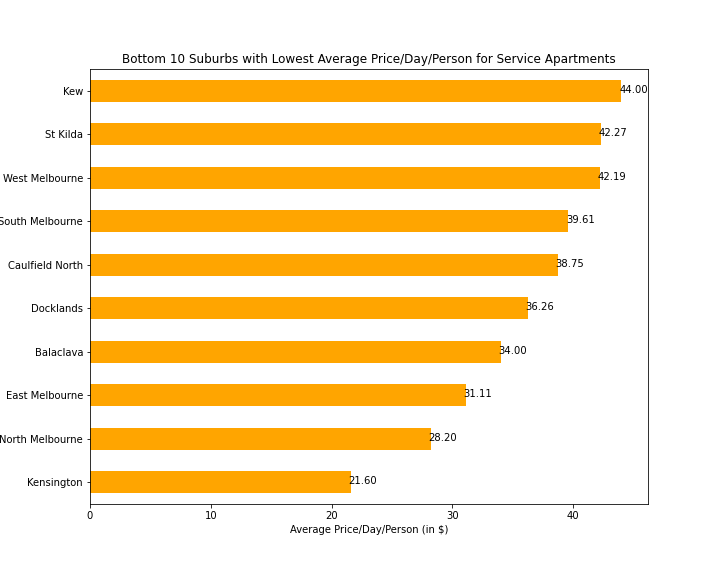 Bottom 10 Suburbs with Lowest Average Price/Day/Person for Service Apartments
Kew 44.00
St Kilda 42.27
West Melbourne 42.19
South Melbourne 39.61
Caulfield North 38.75
Docklands 36.26
Balaclava 34.00
East Melbourne 31.11
North Melbourne 28.20
Kensington 21.60
0 10 20 30 40
Average Price/Day/Person (in $)